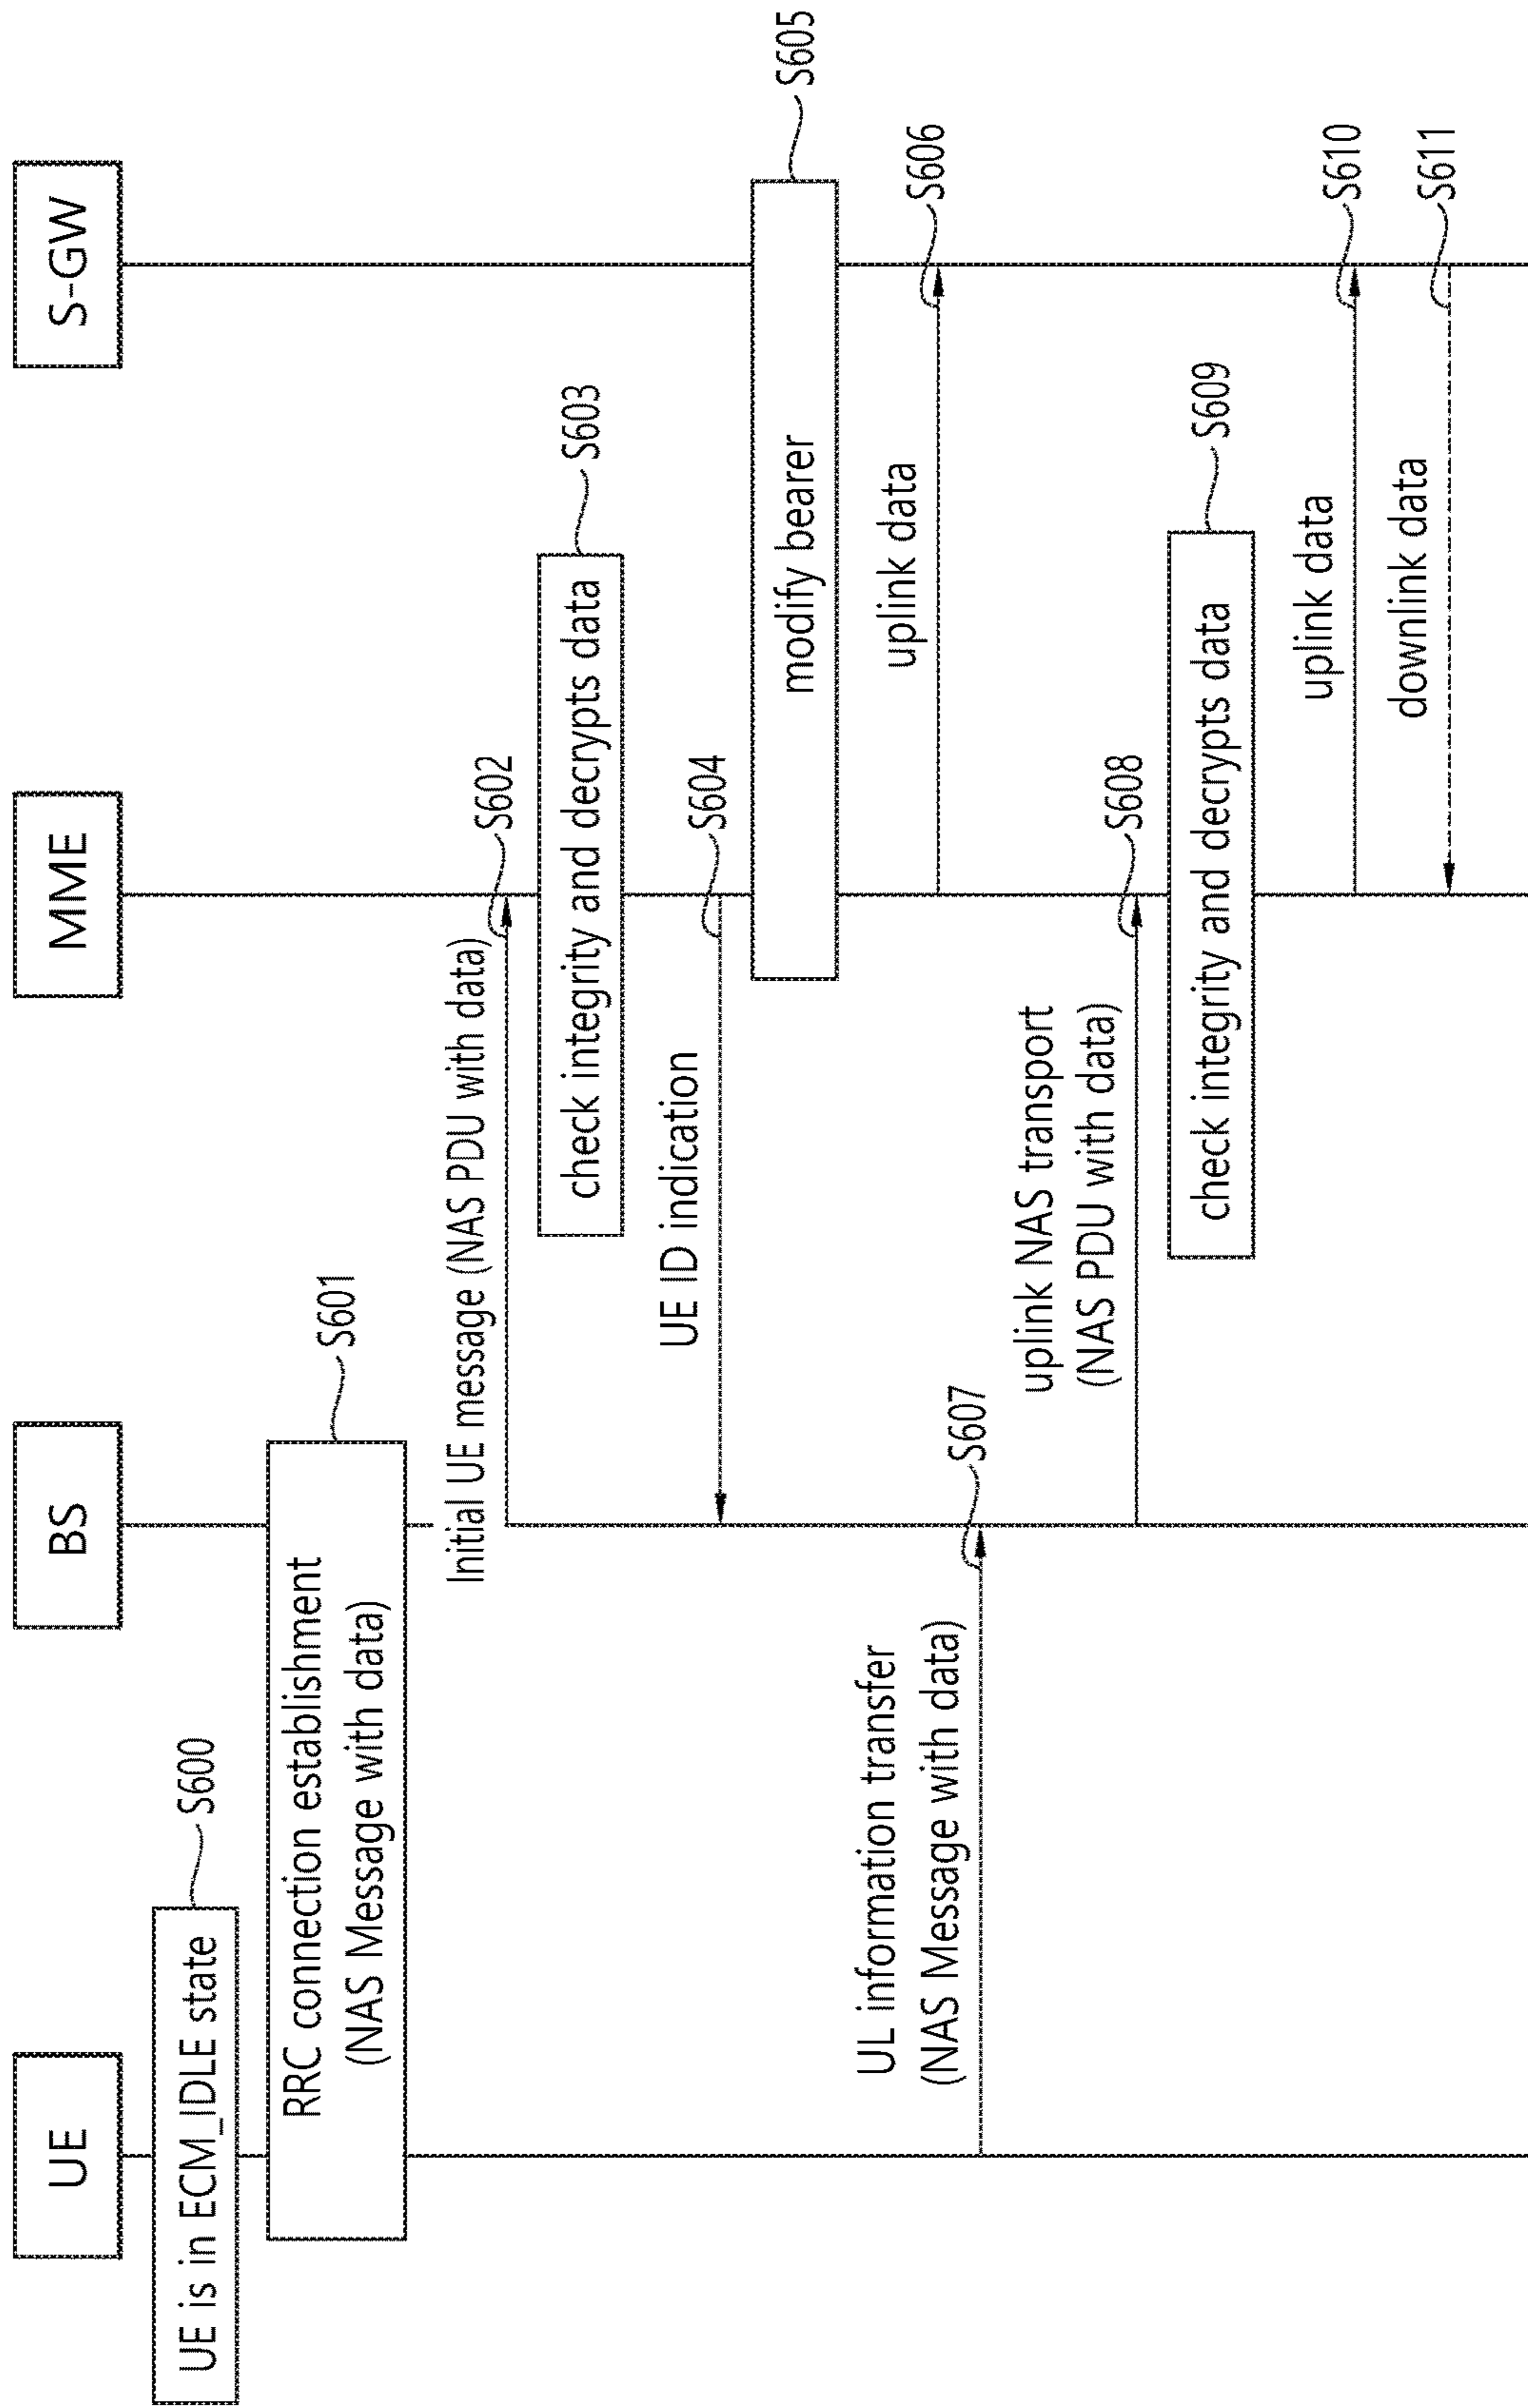 UE
BS
MME
S-GW
UE is in ECM_IDLE state
S600
RRC connection establishment
(NAS Message with data)
S601
Initial UE message (NAS PDU with data)
S602
check integrity and decrypts data
S603
UE ID indication
S604
modify bearer
S605
uplink data
S606
UL information transfer
(NAS Message with data)
S607
uplink NAS transport
(NAS PDU with data)
S608
check integrity and decrypts data
S609
uplink data
S610
downlink data
S611